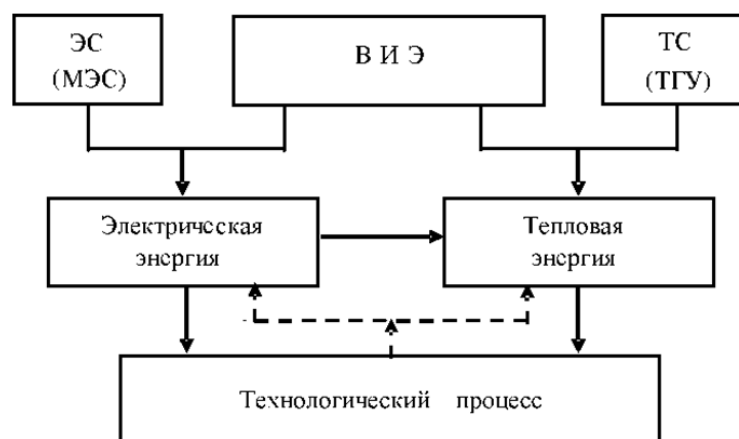 ЭС
(МЭС)
В И Э
ТС
(ТГУ)
Электрическая
энергия
Тепловая
энергия
Технологический процесс